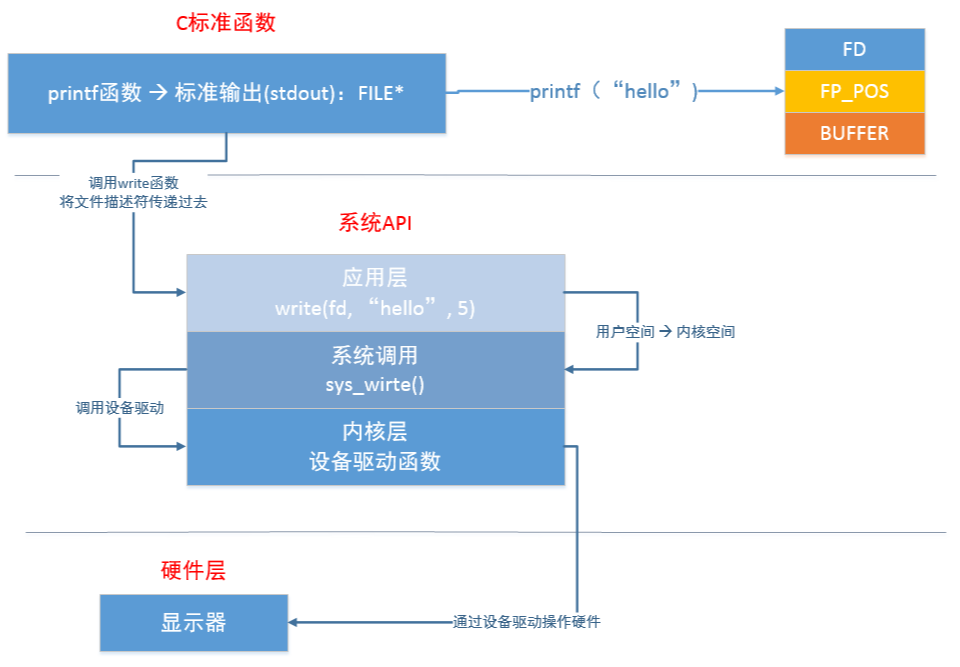 C标准函数
printf函数 → 标准输出(stdout)：FILE*
printf（“hello”）
FD
FP_POS
BUFFER
调用write函数
将文件描述符传递过去
系统API
应用层
write(fd, “hello”, 5)
用户空间 → 内核空间
系统调用
sys_wirte()
调用设备驱动
内核层
设备驱动函数
硬件层
显示器
通过设备驱动操作硬件